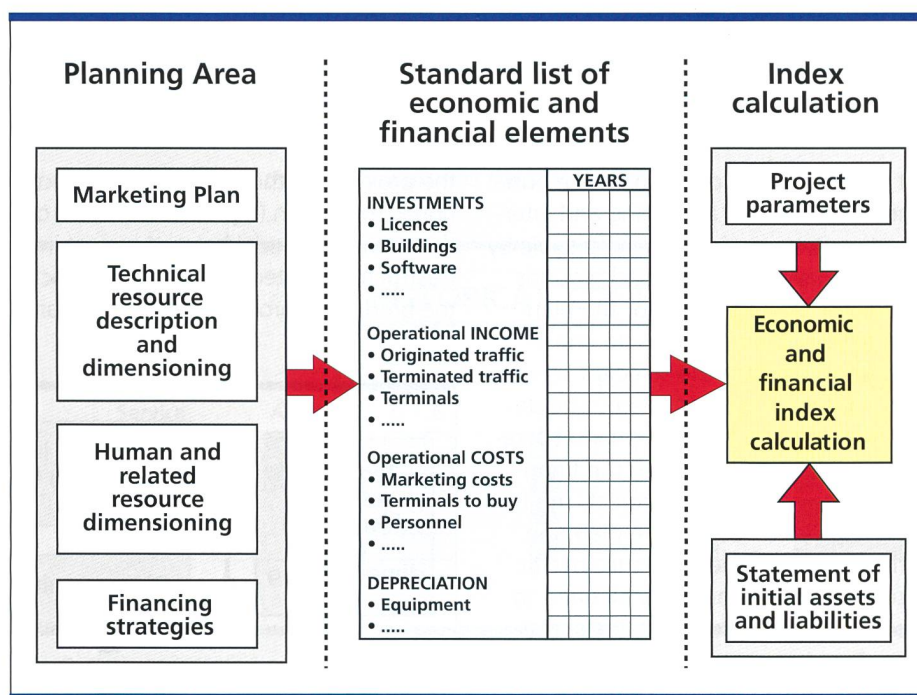 Planning Area
Marketing Plan
Technical
resource
description
and
dimensioning
Human and
related
resource
dimensioning
Financing
strategies
Standard list of
economic and
financial elements
YEARS
INVESTMENTS
• Licences
• Buildings
• Software
• .....
Operational INCOME
• Originated traffic
• Terminated traffic
• Terminals
• .....
Operational COSTS
• Marketing costs
• Terminals to buy
• Personnel
• .....
DEPRECIATION
• Equipment
• .....
Index
calculation
Project
parameters
Economic
and
financial
index
calculation
Statement of
initial assets
and liabilities